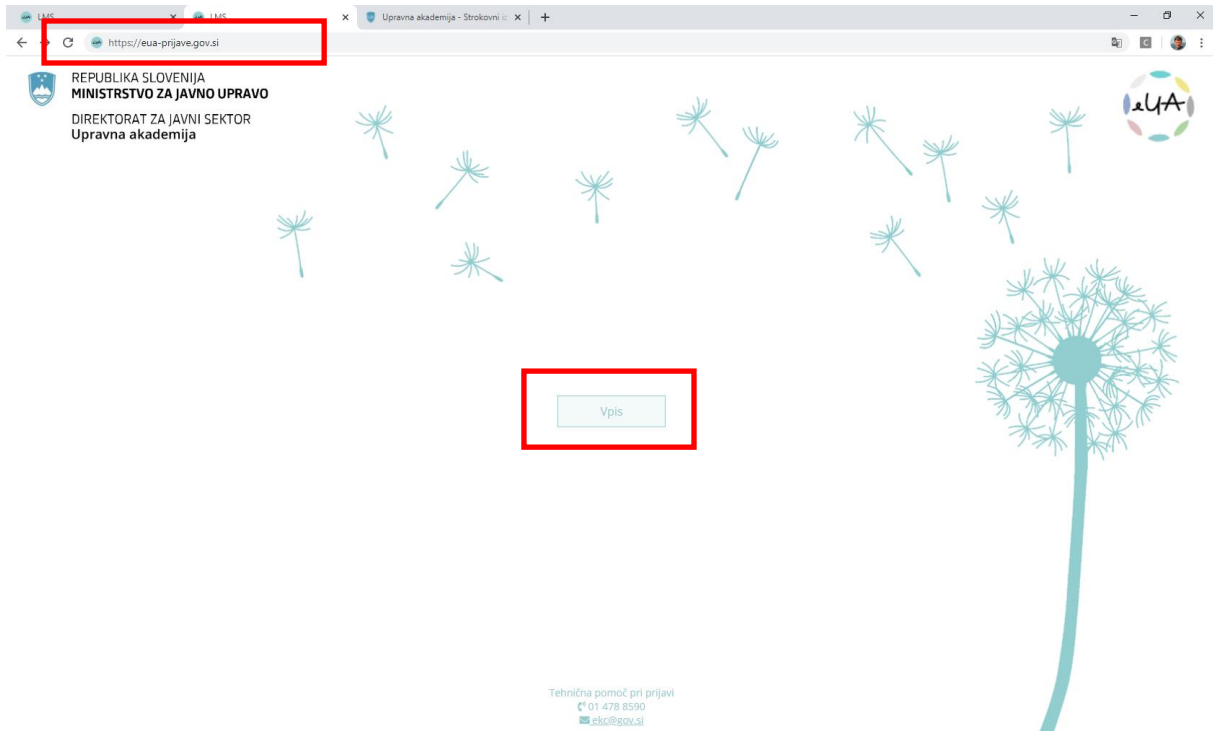 LMS
LMS
Upravna akademija - Strokovni iz
https://eua-prijave.gov.si
REPUBLIKA SLOVENIJA
MINISTRSTVO ZA JAVNO UPRAVO
DIREKTORAT ZA JAVNI SEKTOR
Upravna akademija
eUA
Vpis
Tehnična pomoč pri prijavi
01 478 8590
ekc@gov.si